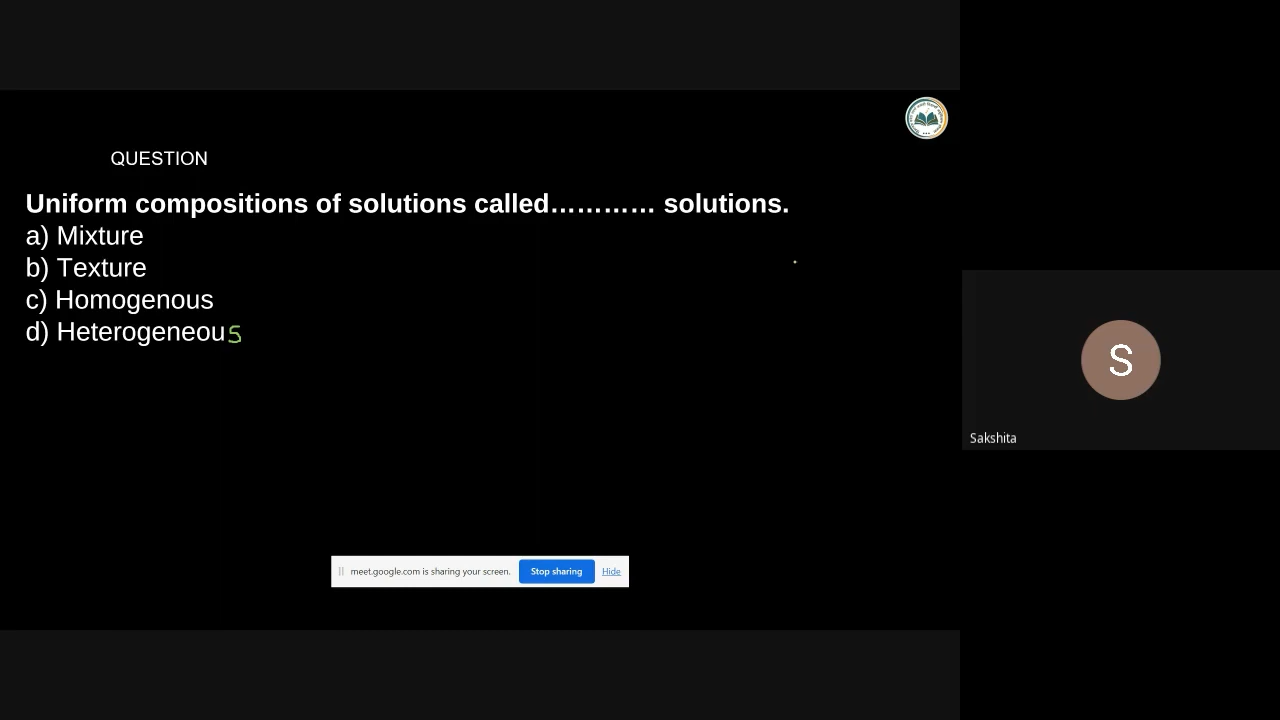 QUESTION
Uniform compositions of solutions called………… solutions.
a) Mixture
b) Texture
c) Homogenous
d) Heterogeneous
S
Sakshita
meet.google.com is sharing your screen. Stop sharing Hide